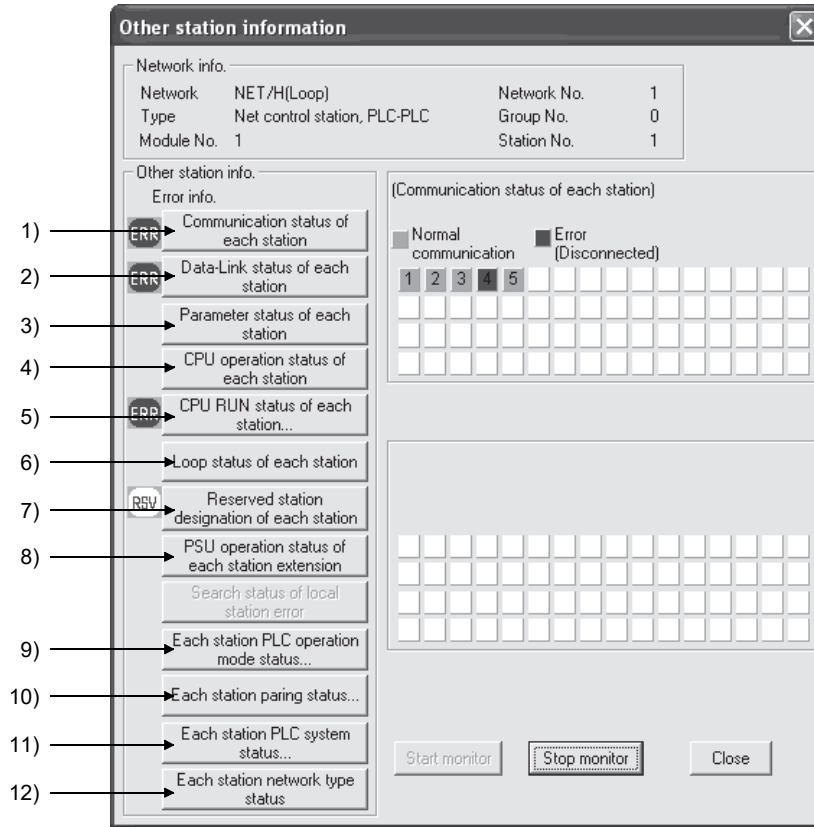 Other station information
Network info.
Network NET/H(Loop) Network No. 1
Type Net control station, PLC-PLC Group No. 0
Module No. 1 Station No. 1
Other station info.
Error info.
1) ERR Communication status of
each station
2) ERR Data-Link status of each
station
3) Parameter status of each
station
4) CPU operation status of
each station
5) ERR CPU RUN status of each
station...
6) Loop status of each station
7) RSV Reserved station
designation of each station
8) PSU operation status of
each station extension
Search status of local
station error
9) Each station PLC operation
mode status...
10) Each station paring status...
11) Each station PLC system
status...
12) Each station network type
status
(Communication status of each station)
Normal
communication
Error
(Disconnected)
1 2 3 4 5
Start monitor Stop monitor Close